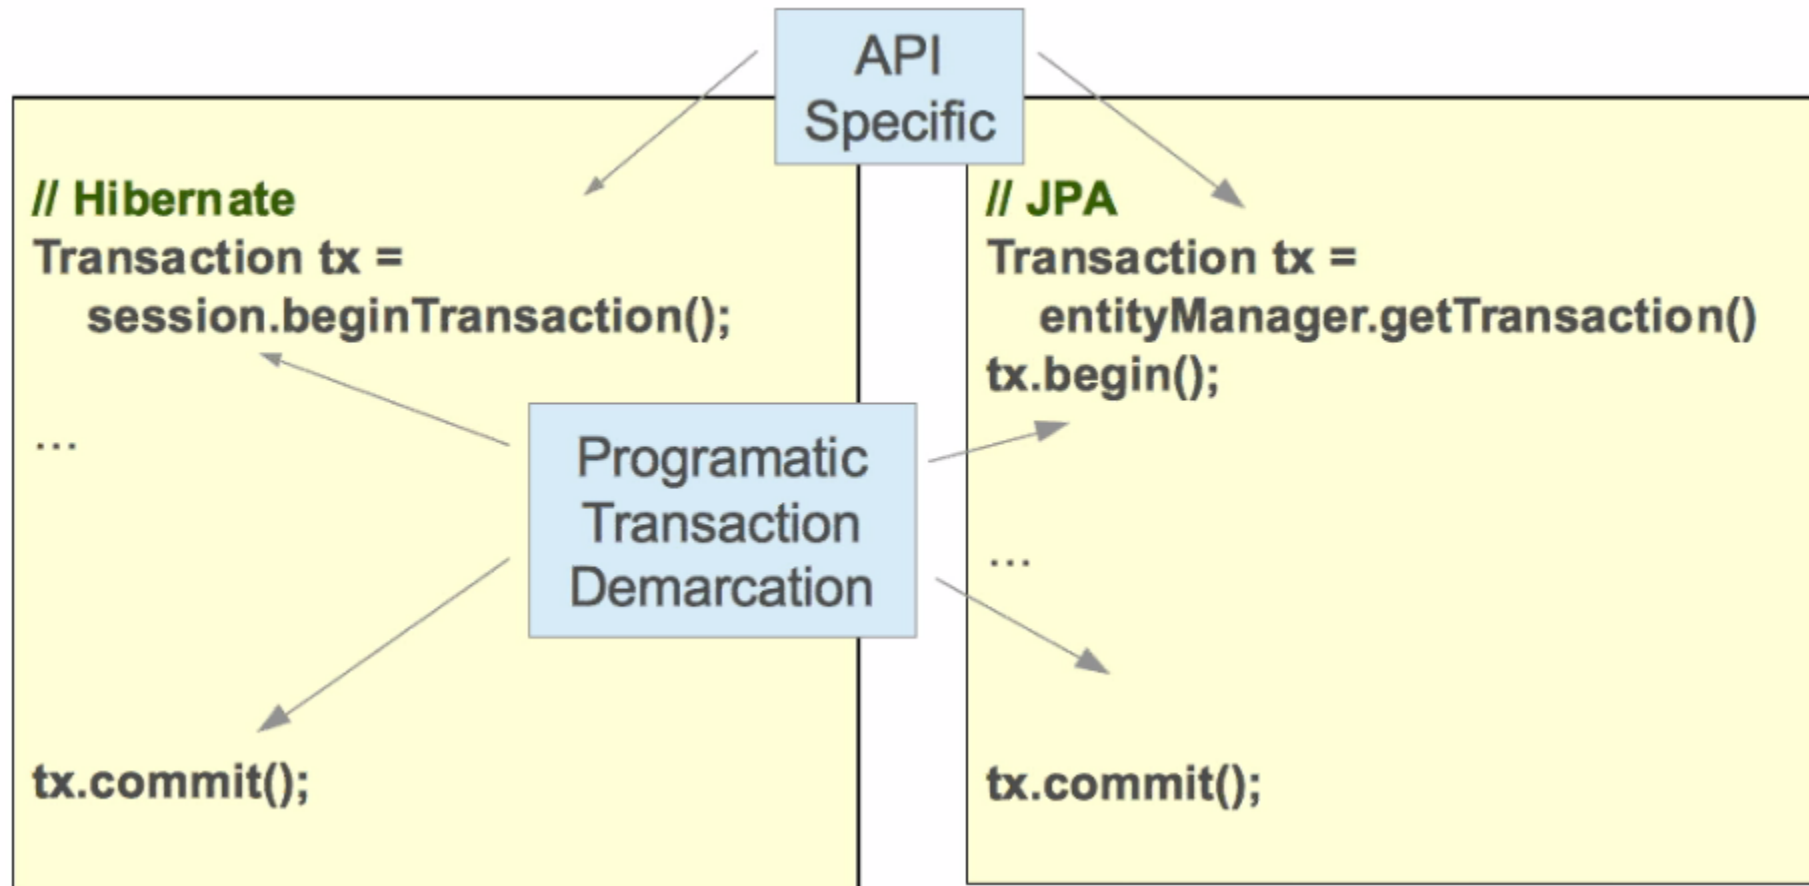 API
Specific
// Hibernate
Transaction tx =
session.beginTransaction();
...
tx.commit();
Programatic
Transaction
Demarcation
// JPA
Transaction tx =
entityManager.getTransaction()
tx.begin();
...
tx.commit();